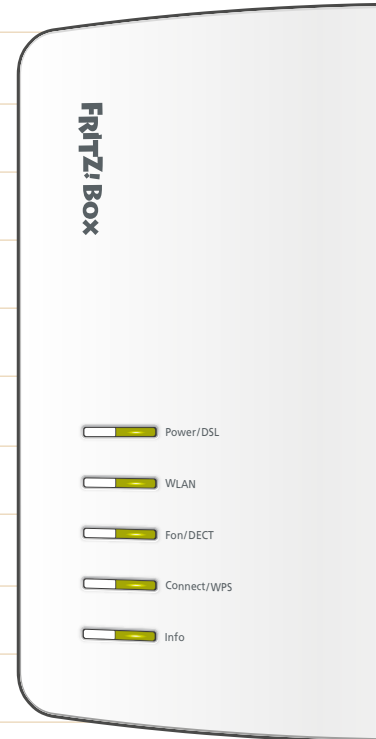 FRITZ! Box
Power/DSL
WLAN
Fon/DECT
Connect/WPS
Info